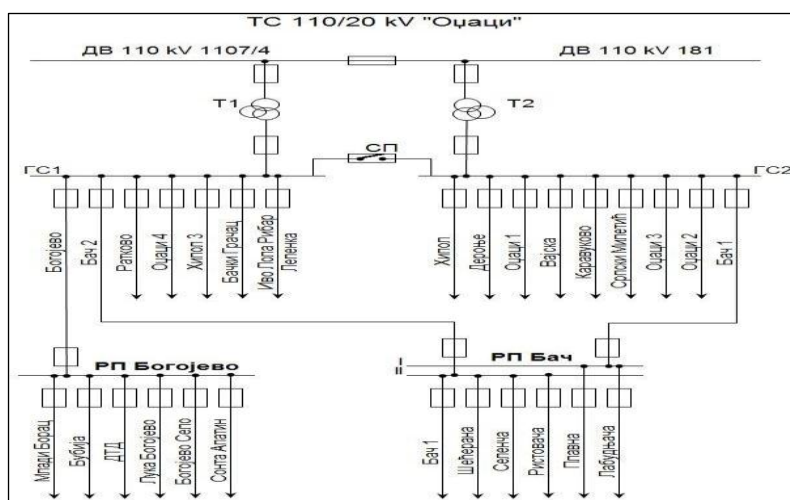 ТС 110/20 kV "Оџаци"
ДВ 110 kV 1107/4
ДВ 110 kV 181
Т1
Т2
СП
ГС1
ГС2
Богојево
Бач 2
Ратково
Оџаци 4
Хипол 3
Бачки Грачац
Иво Лола Рибар
Лепенка
Хипол
Дероње
Оџаци 1
Вајска
Каравуково
Српски Милетић
Оџаци 3
Оџаци 2
Бач 1
РП Богојево
I
II
РП Бач
Млади Борац
Бубија
ДТД
Лука Богојево
Богојево Село
Сонта Апатин
Бач 1
Шећерана
Селенча
Ристовача
Плавна
Лабудњача